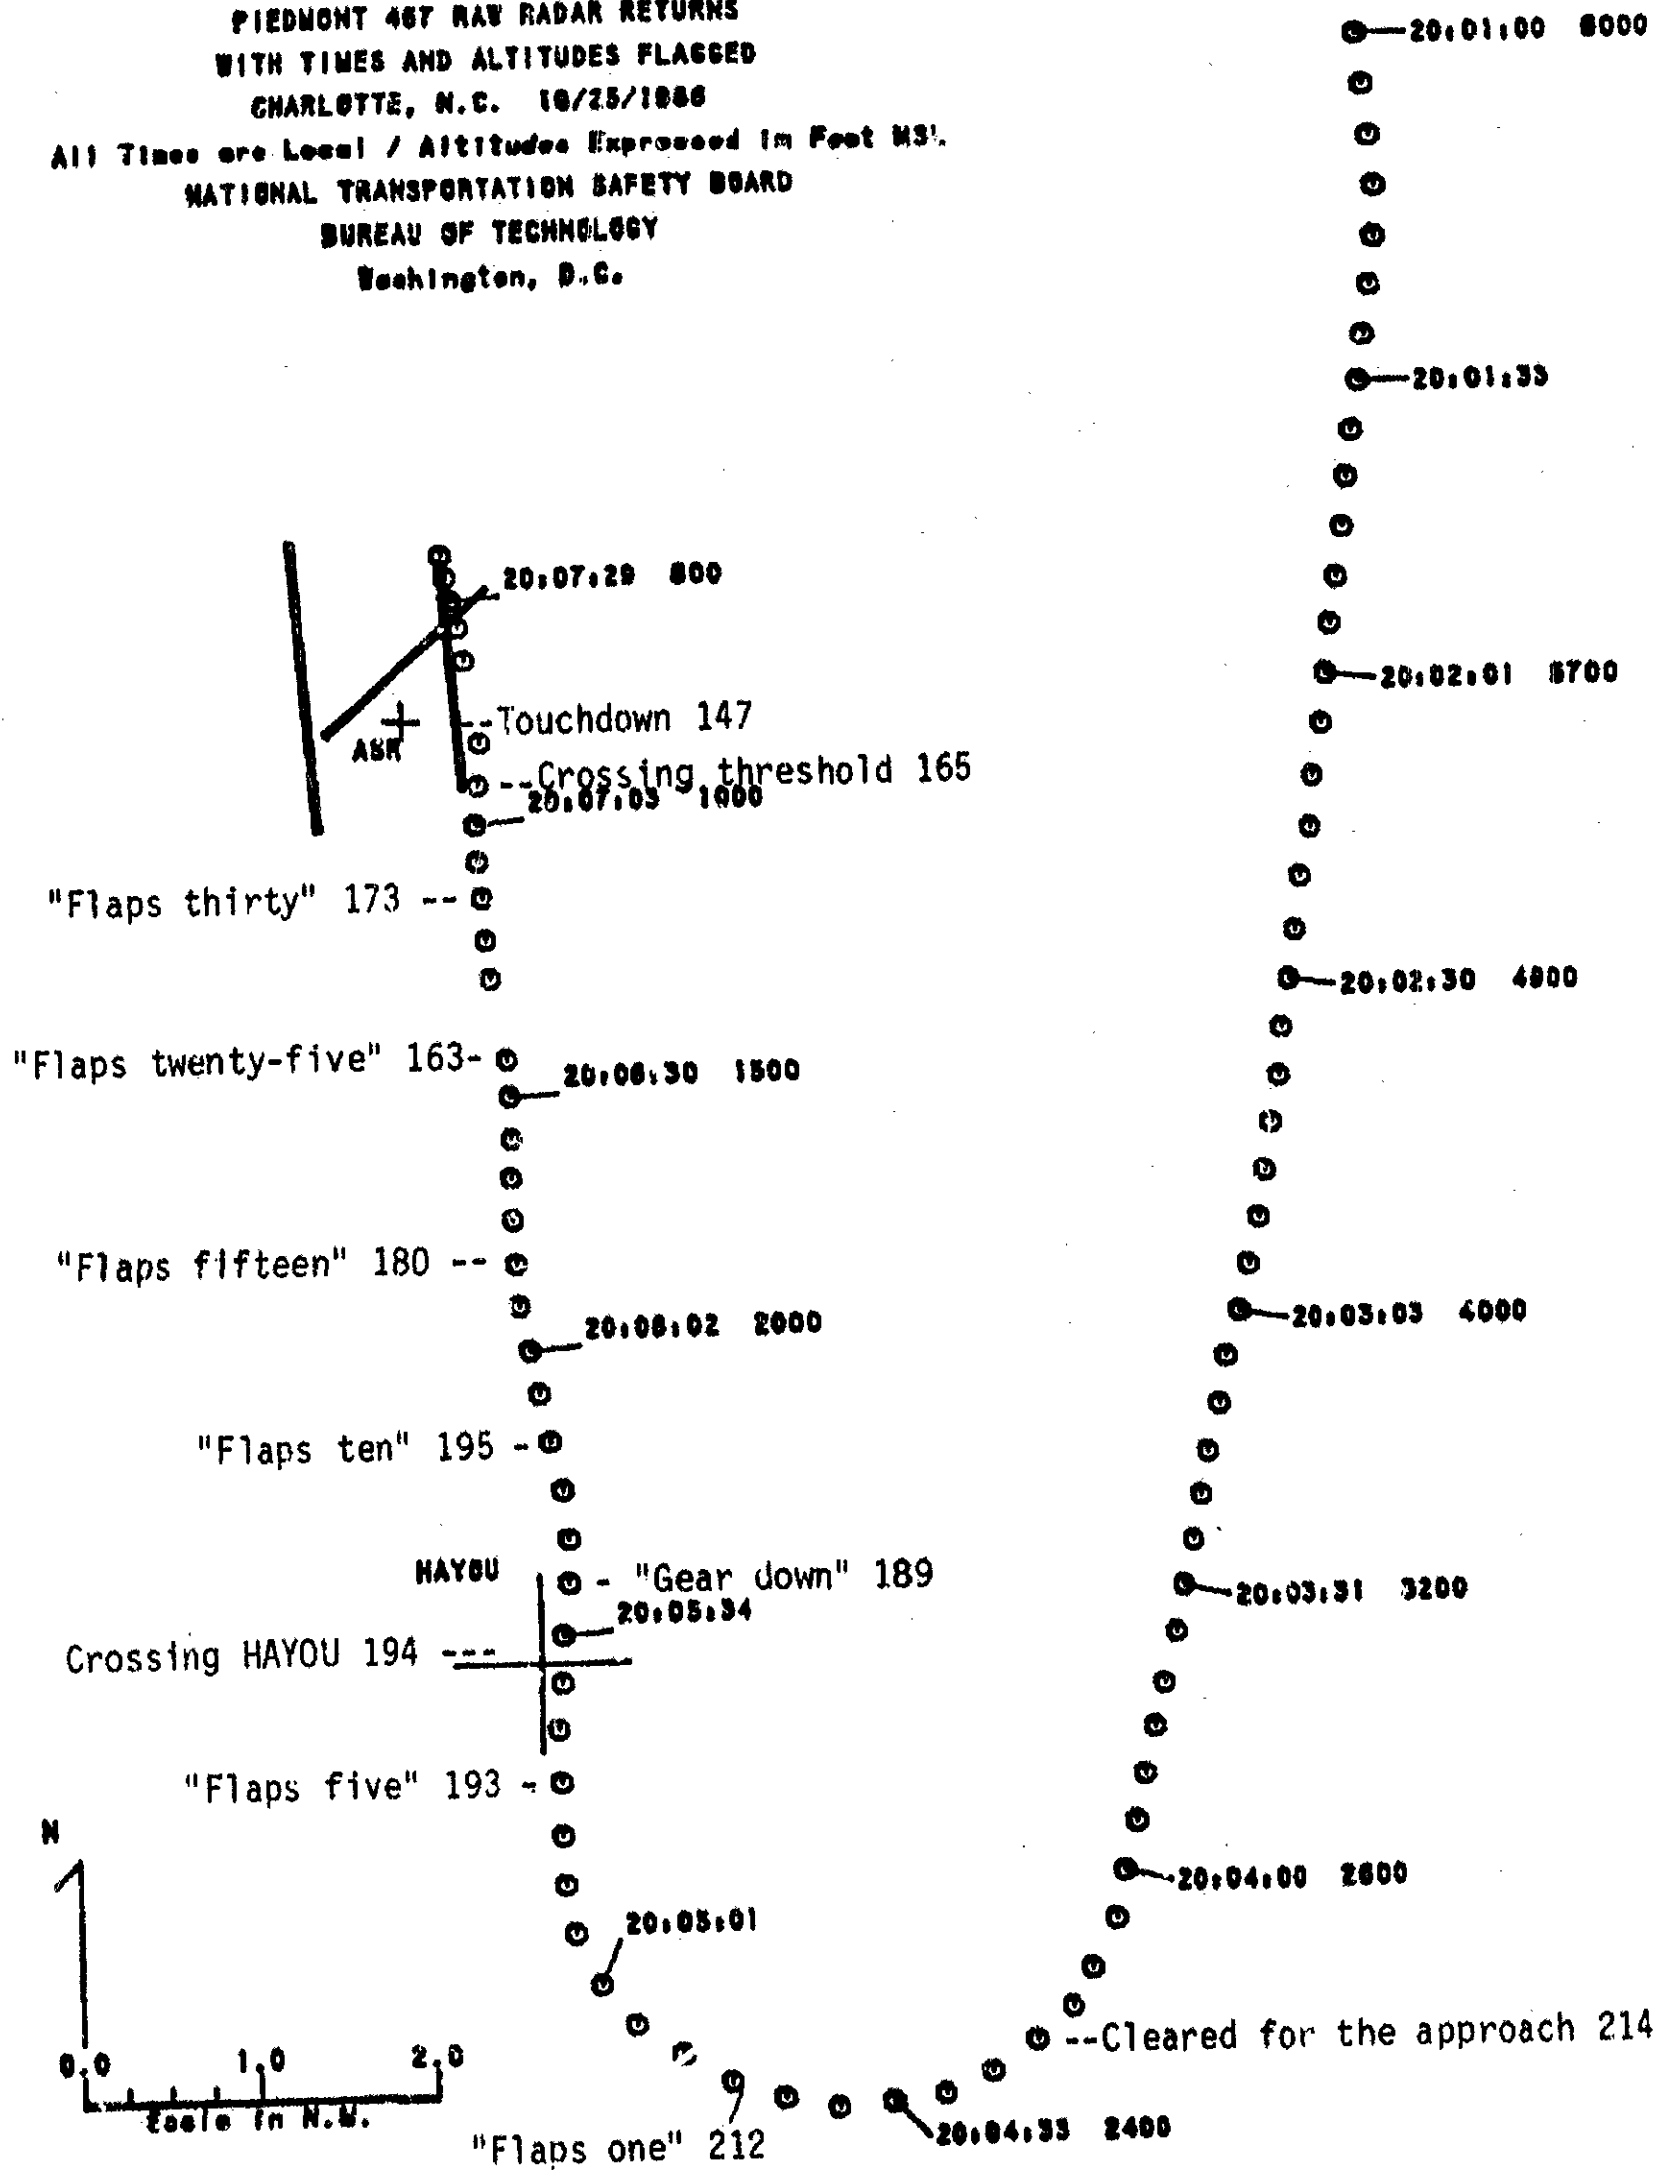 PIEDMONT 467 RAW RADAR RETURNS
WITH TIMES AND ALTITUDES FLAGGED
CHARLOTTE, N.C. 10/25/1986
All Times are Local / Altitudes Expressed in Feet MSL
NATIONAL TRANSPORTATION SAFETY BOARD
BUREAU OF TECHNOLOGY
Washington, D.C.
20:01:00 6000
20:01:33
20:07:29 800
20:02:01 5700
--Touchdown 147
ASR
--Crossing threshold 165
20:07:03 1000
"Flaps thirty" 173 --
20:02:30 4900
"Flaps twenty-five" 163-
20:06:30 1500
"Flaps fifteen" 180 --
20:03:03 4000
20:06:02 2000
"Flaps ten" 195 -
HAYOU
- "Gear down" 189
20:03:31 3200
20:05:34
Crossing HAYOU 194 ---
"Flaps five" 193 -
N
20:04:00 2600
20:05:01
--Cleared for the approach 214
0.0 1.0 2.0
Scale in N.M.
20:04:33 2400
"Flaps one" 212